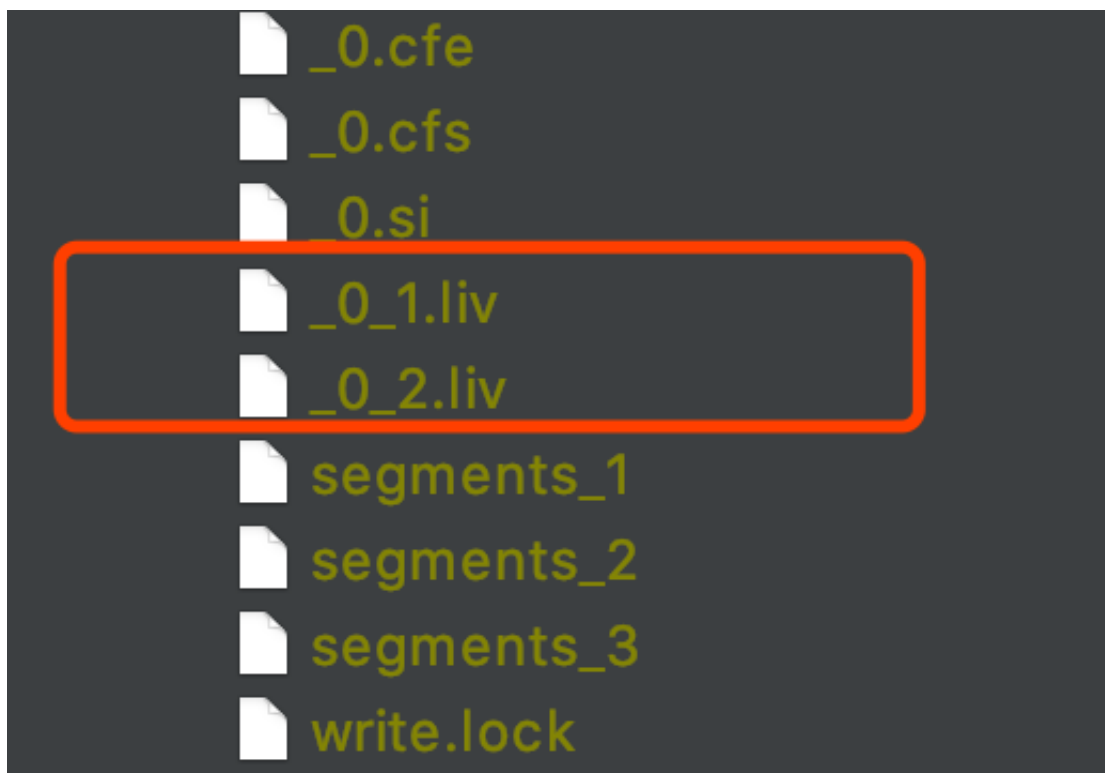 _0.cfe
_0.cfs
_0.si
_0_1.liv
_0_2.liv
segments_1
segments_2
segments_3
write.lock